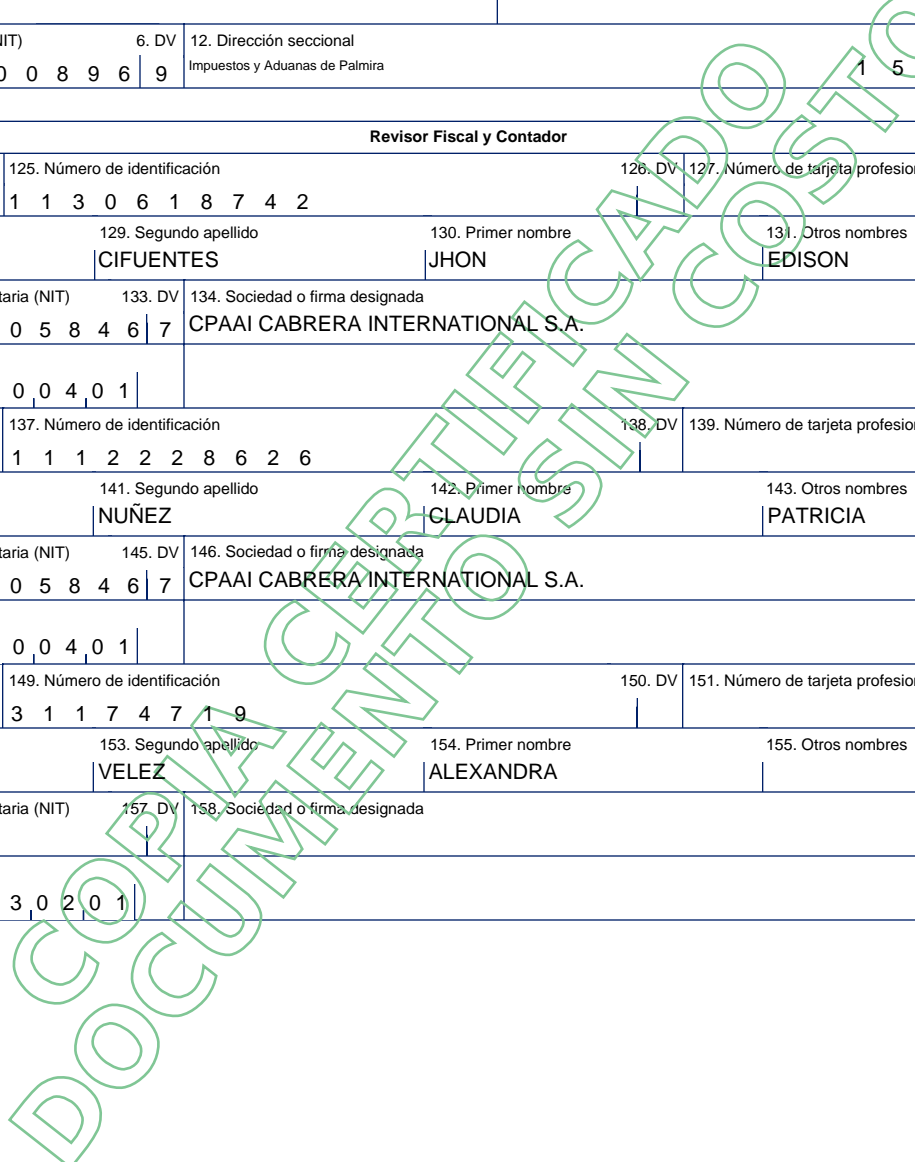 NIT) 6. DV 12. Dirección seccional
0 0 8 9 6 9 Impuestos y Aduanas de Palmira 1 5
Revisor Fiscal y Contador
125. Número de identificación 126. DV 127. Número de tarjeta profesion
1 1 3 0 6 1 8 7 4 2
129. Segundo apellido 130. Primer nombre 131. Otros nombres
CIFUENTES JHON EDISON
taria (NIT) 133. DV 134. Sociedad o firma designada
0 5 8 4 6 7 CPAAI CABRERA INTERNATIONAL S.A.
0 0 4 0 1
137. Número de identificación 138. DV 139. Número de tarjeta profesion
1 1 1 2 2 2 8 6 2 6
141. Segundo apellido 142. Primer nombre 143. Otros nombres
NUÑEZ CLAUDIA PATRICIA
taria (NIT) 145. DV 146. Sociedad o firma designada
0 5 8 4 6 7 CPAAI CABRERA INTERNATIONAL S.A.
0 0 4 0 1
149. Número de identificación 150. DV 151. Número de tarjeta profesion
3 1 1 7 4 7 1 9
153. Segundo apellido 154. Primer nombre 155. Otros nombres
VELEZ ALEXANDRA
taria (NIT) 157. DV 158. Sociedad o firma designada
3 0 2 0 1
COPIA CERTIFICADO
DOCUMENTO SIN COSTO